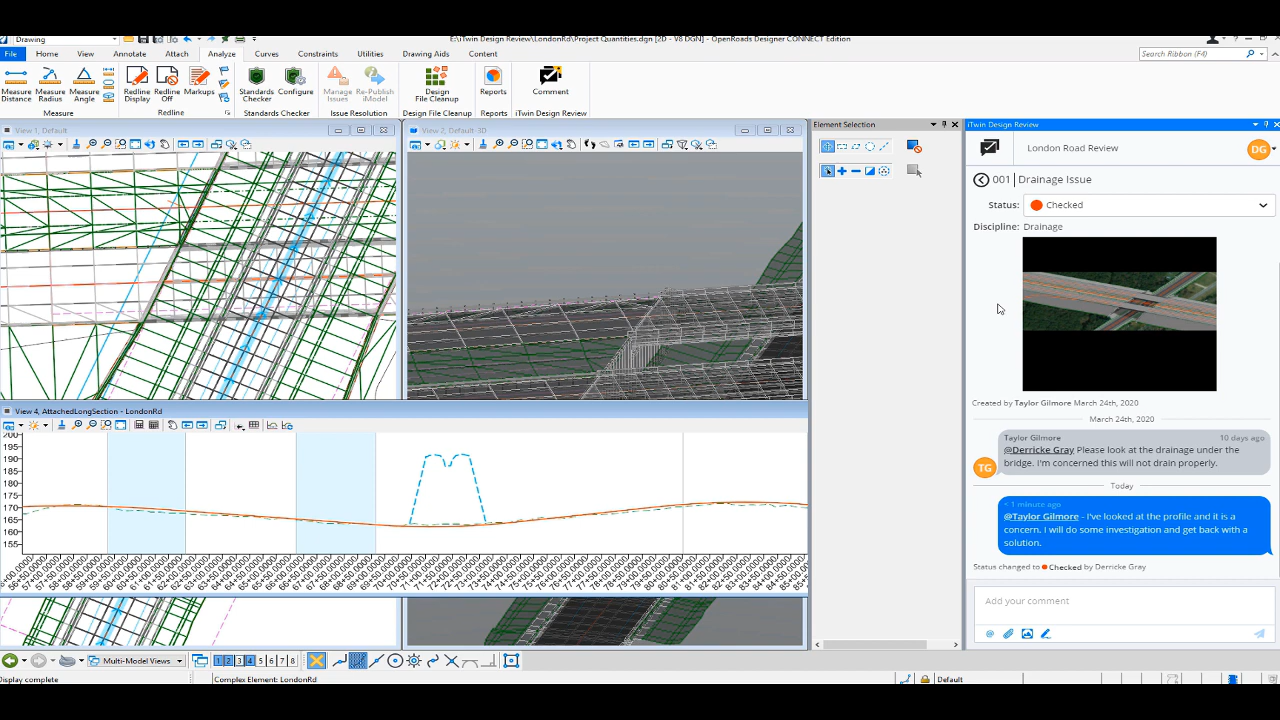 Drawing
E:\iTwin Design Review\LondonRd\Project Quantities.dgn [2D - V8 DGN] - OpenRoads Designer CONNECT Edition
File Home View Annotate Attach Analyze Curves Constraints Utilities Drawing Aids Content
Search Ribbon (F4)
Measure Distance
Measure Radius
Measure Angle
Redline Display
Redline Off
Markups
Standards Checker
Configure
Manage Issues
Re-Publish iModel
Design File Cleanup
Reports
Comment
Measure Redline Standards Checker Issue Resolution Design File Cleanup Reports iTwin Design Review
View 1, Default
View 2, Default-3D
Element Selection
iTwin Design Review
London Road Review
DG
001 | Drainage Issue
Status: Checked
Discipline: Drainage
Created by Taylor Gilmore March 24th, 2020
March 24th, 2020
Taylor Gilmore 10 days ago
@Derricke Gray Please look at the drainage under the
bridge. I'm concerned this will not drain properly.
TG
Today
< 1 minute ago
@Taylor Gilmore - I've looked at the profile and it is a
concern. I will do some investigation and get back with a
solution.
Status changed to Checked by Derricke Gray
Add your comment
View 4, AttachedLongSection - LondonRd
200
195
190
185
180
175
170
165
160
155
Multi-Model Views
1 2 3 4 5 6 7 8
Display complete
Complex Element: LondonRd
Default